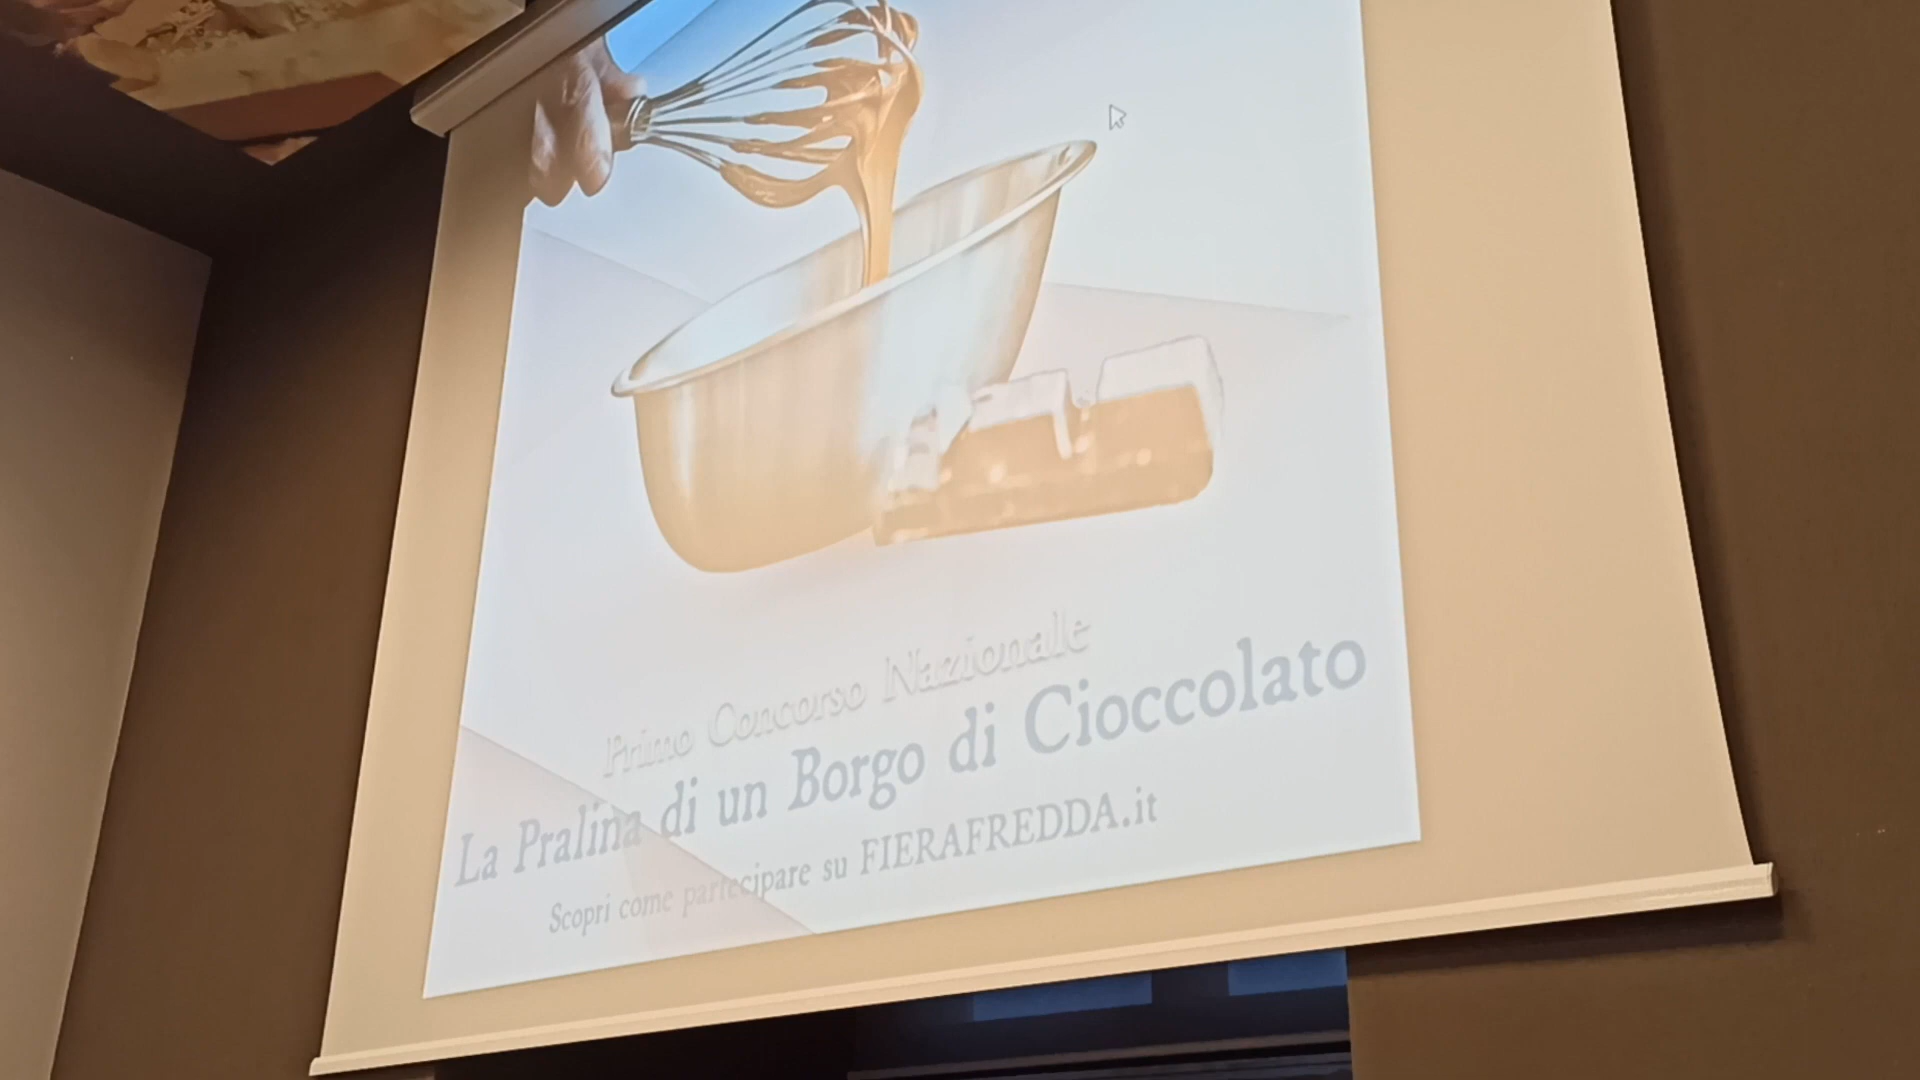 Primo Concorso Nazionale
La Pralina di un Borgo di Cioccolato
Scopri come partecipare su FIERAFREDDA.it